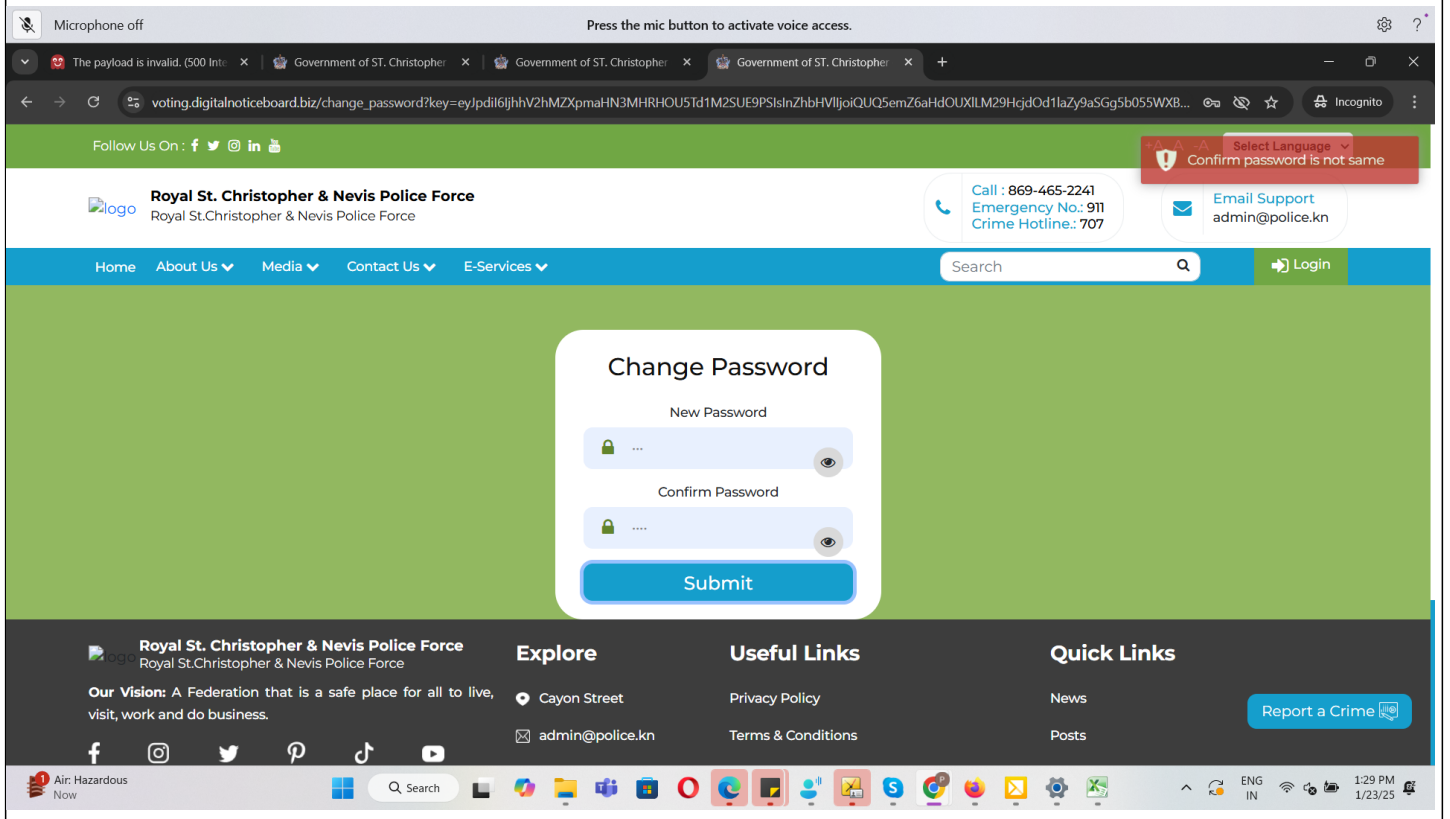 Microphone off
Press the mic button to activate voice access.
?
The payload is invalid. (500 Inte
Government of ST. Christopher
Government of ST. Christopher
Government of ST. Christopher
voting.digitalnoticeboard.biz/change_password?key=eyJpdiI6IjhhV2hMZXpmaHN3MHRHOU5Td1M2SUE9PSIsInZhbHVlIjoiQUQ5emZ6aHdOUXlLM29HcjdOd1laZy9aSGg5b055WXB...
Incognito
Follow Us On :
+A A -A
Select Language
Confirm password is not same
logo
Royal St. Christopher & Nevis Police Force
Royal St.Christopher & Nevis Police Force
Call : 869-465-2241
Emergency No.: 911
Crime Hotline.: 707
Email Support
admin@police.kn
Home
About Us
Media
Contact Us
E-Services
Search
Login
Change Password
New Password
...
Confirm Password
....
Submit
logo
Royal St. Christopher & Nevis Police Force
Royal St.Christopher & Nevis Police Force
Our Vision: A Federation that is a safe place for all to live,
visit, work and do business.
Explore
Cayon Street
admin@police.kn
Useful Links
Privacy Policy
Terms & Conditions
Quick Links
News
Posts
Report a Crime
1
Air: Hazardous
Now
Search
ENG
IN
1:29 PM
1/23/25